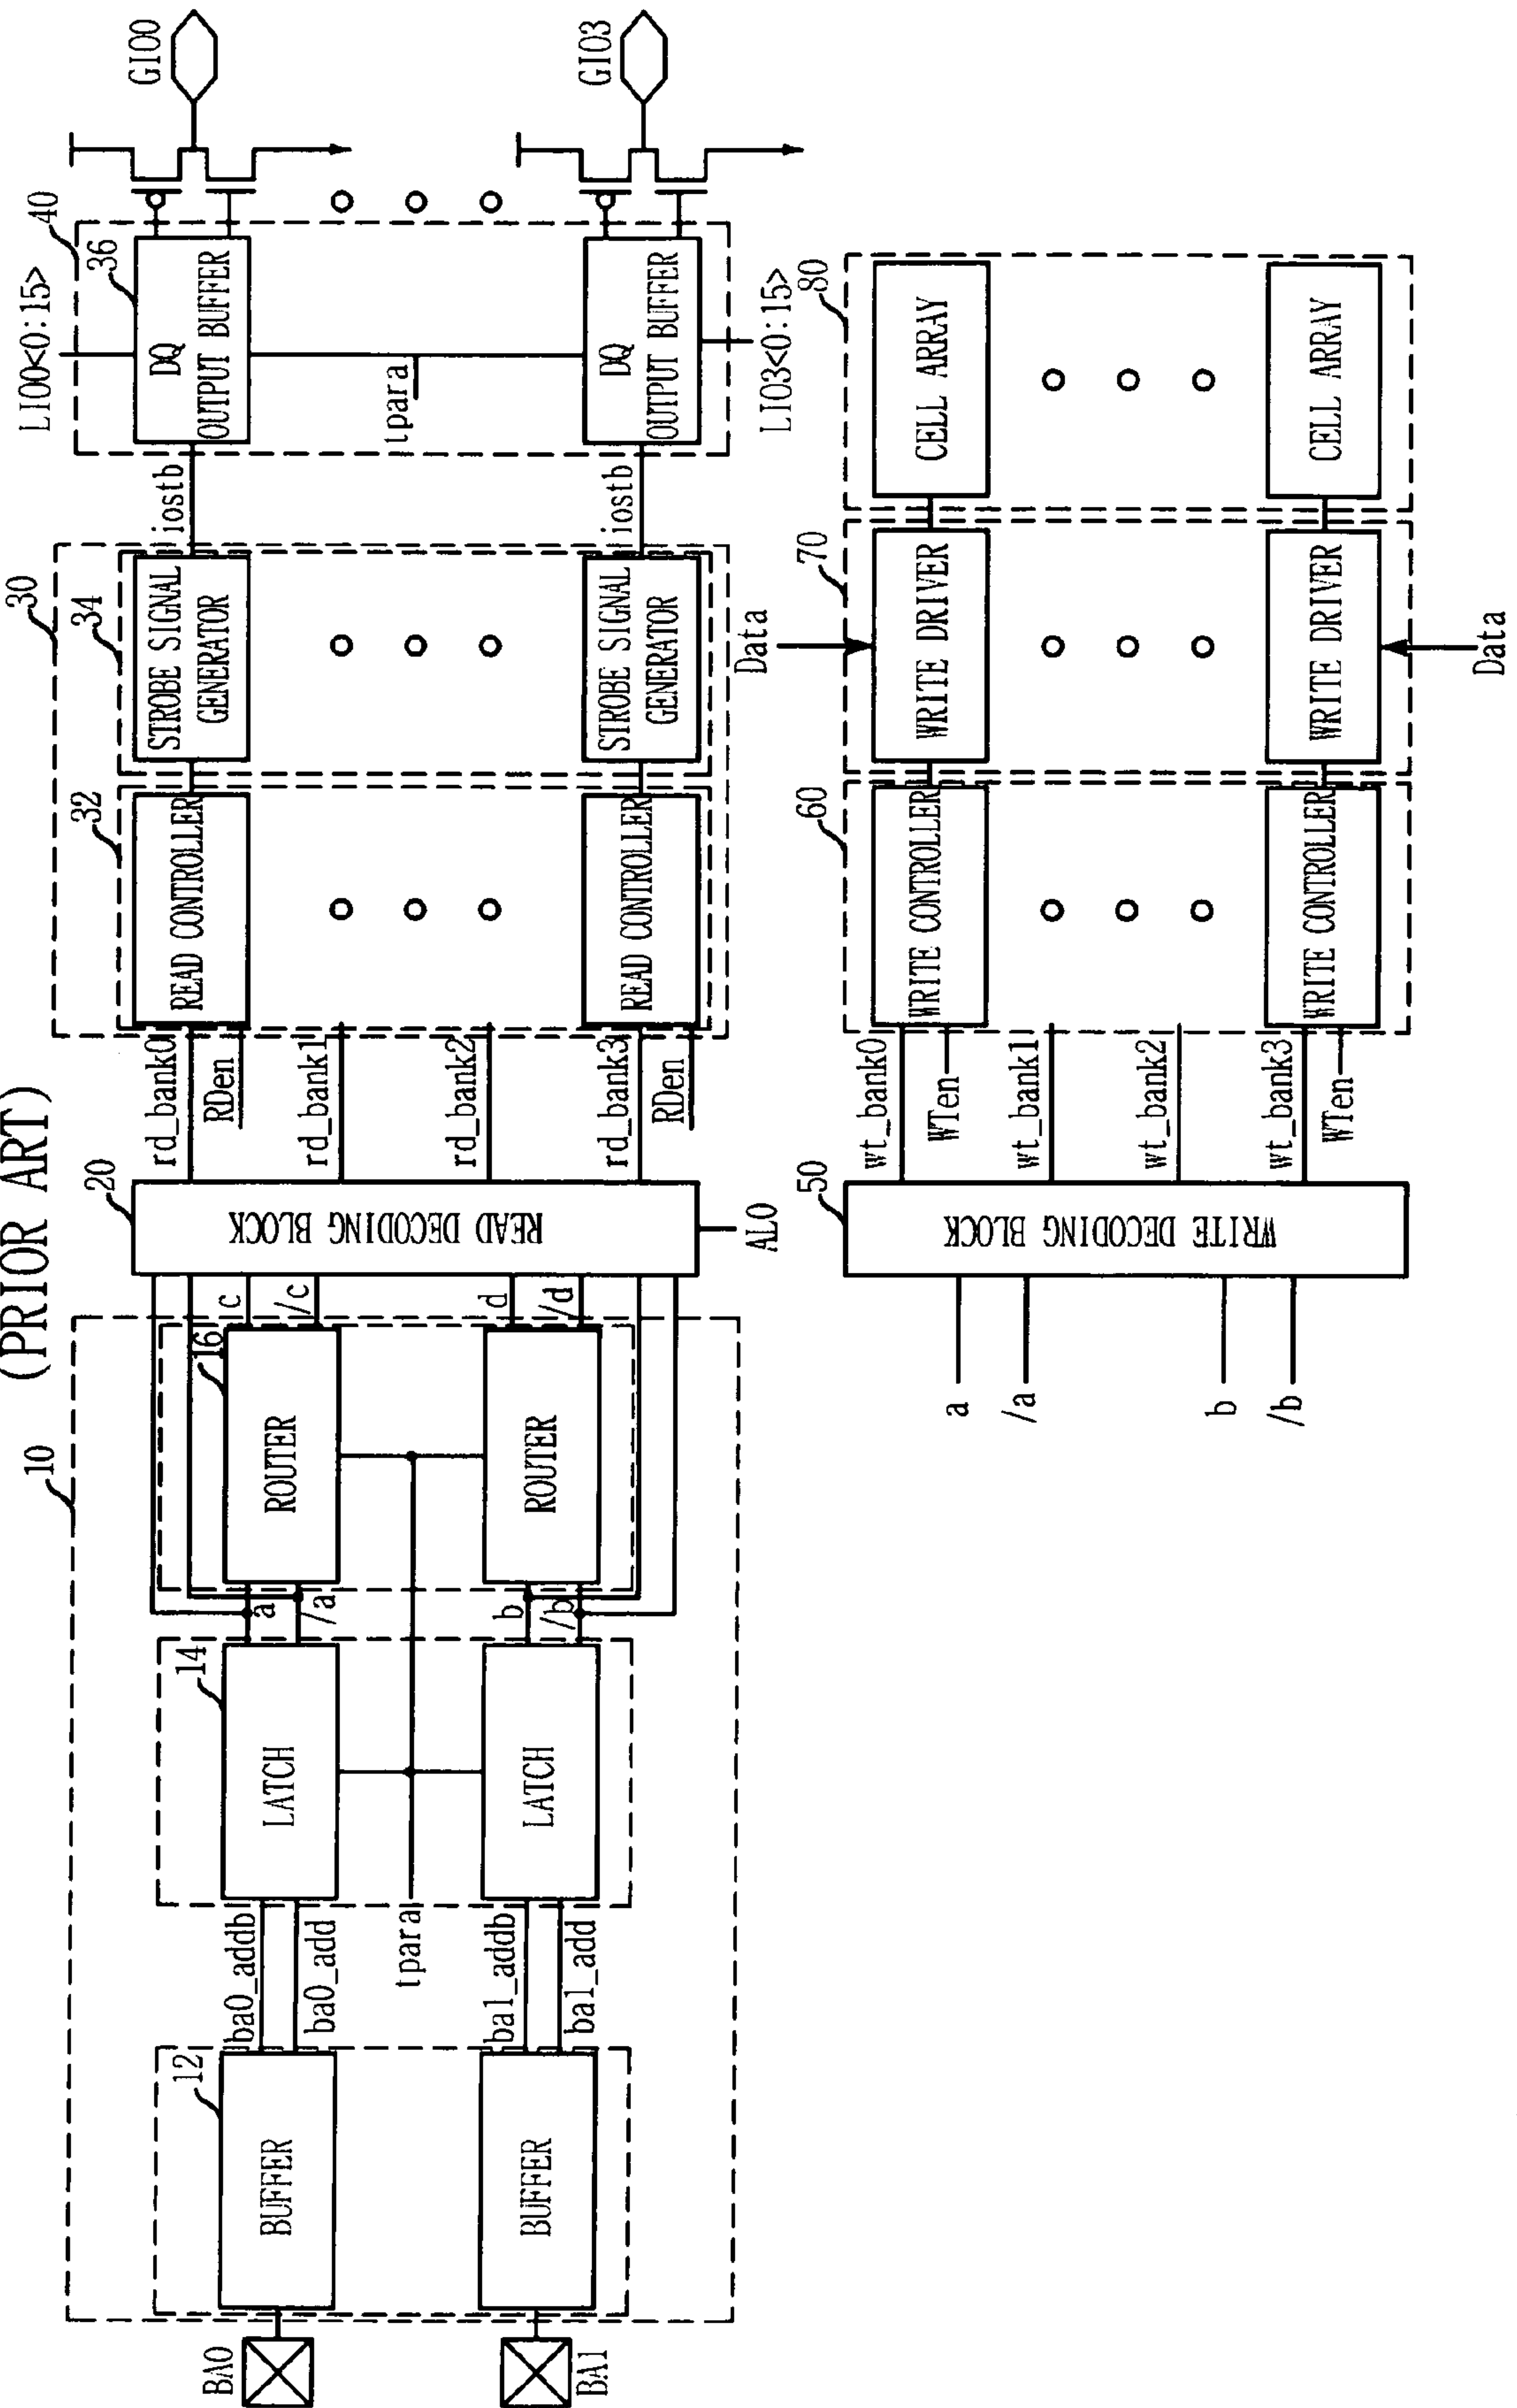 (PRIOR ART)
10
BA0
BA1
12
BUFFER
BUFFER
ba0_addb
ba0_add
tpara
ba1_addb
ba1_add
14
LATCH
LATCH
a
/a
b
/b
16
ROUTER
ROUTER
c
/c
d
/d
20
READ DECODING BLOCK
AL0
rd_bank0
RDen
rd_bank1
rd_bank2
rd_bank3
RDen
30
32
READ CONTROLLER
READ CONTROLLER
34
STROBE SIGNAL
GENERATOR
STROBE SIGNAL
GENERATOR
iostb
iostb
40
36
LIO0<0:15>
DQ
OUTPUT BUFFER
tpara
DQ
OUTPUT BUFFER
LIO3<0:15>
GIO0
GIO3
a
/a
b
/b
50
WRITE DECODING BLOCK
wt_bank0
WTen
wt_bank1
wt_bank2
wt_bank3
WTen
60
WRITE CONTROLLER
WRITE CONTROLLER
70
Data
WRITE DRIVER
WRITE DRIVER
Data
80
CELL ARRAY
CELL ARRAY